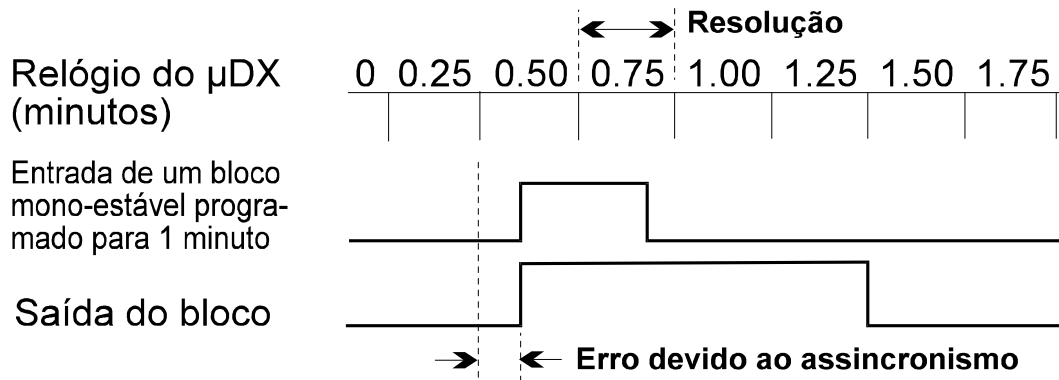 Resolução
Relógio do µDX 0 0.25 0.50 0.75 1.00 1.25 1.50 1.75
(minutos)
Entrada de um bloco
mono-estável progra-
mado para 1 minuto
Saída do bloco
Erro devido ao assincronismo